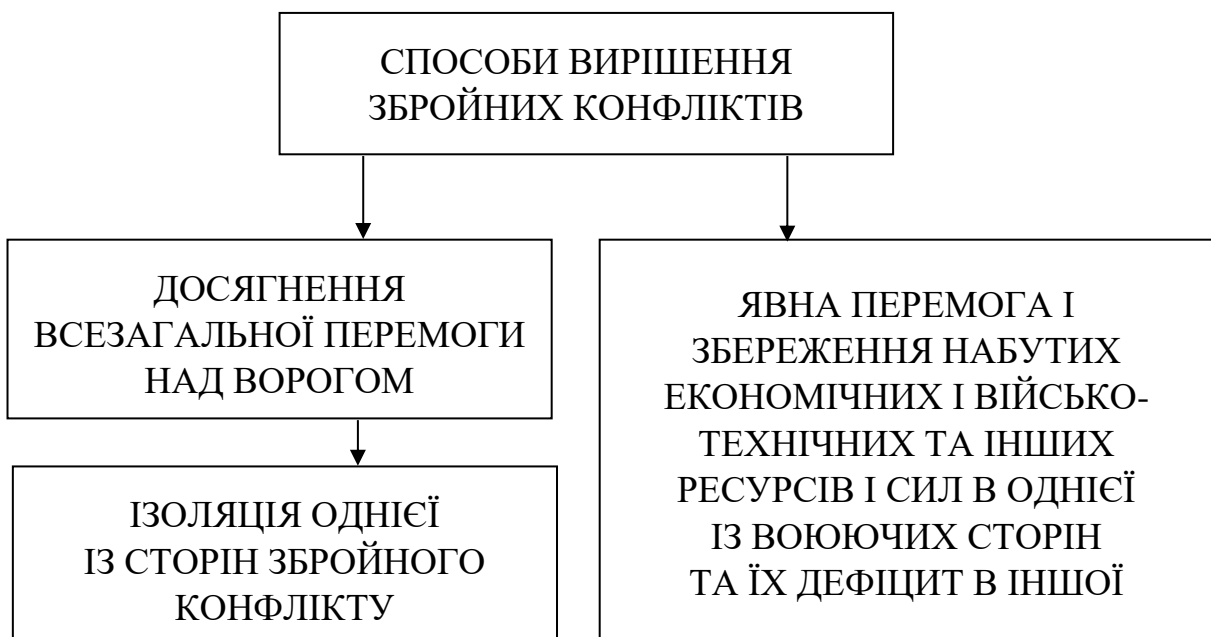 СПОСОБИ ВИРІШЕННЯ
ЗБРОЙНИХ КОНФЛІКТІВ
ДОСЯГНЕННЯ
ВСЕЗАГАЛЬНОЇ ПЕРЕМОГИ
НАД ВОРОГОМ
ІЗОЛЯЦІЯ ОДНІЄЇ
ІЗ СТОРІН ЗБРОЙНОГО
КОНФЛІКТУ
ЯВНА ПЕРЕМОГА І
ЗБЕРЕЖЕННЯ НАБУТИХ
ЕКОНОМІЧНИХ І ВІЙСЬКО-
ТЕХНІЧНИХ ТА ІНШИХ
РЕСУРСІВ І СИЛ В ОДНІЄЇ
ІЗ ВОЮЮЧИХ СТОРІН
ТА ЇХ ДЕФІЦИТ В ІНШОЇ